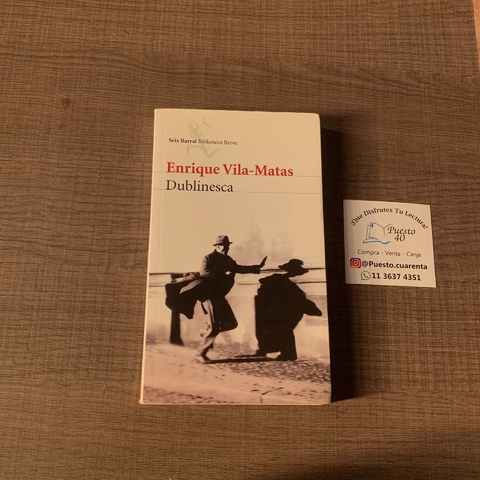 Seix Barral Biblioteca Breve
Enrique Vila-Matas
Dublinesca
¡Que Disfrutes Tu Lectura!
Puesto
40
Compra - Venta - Canje
@Puesto.cuarenta
11 3637 4351